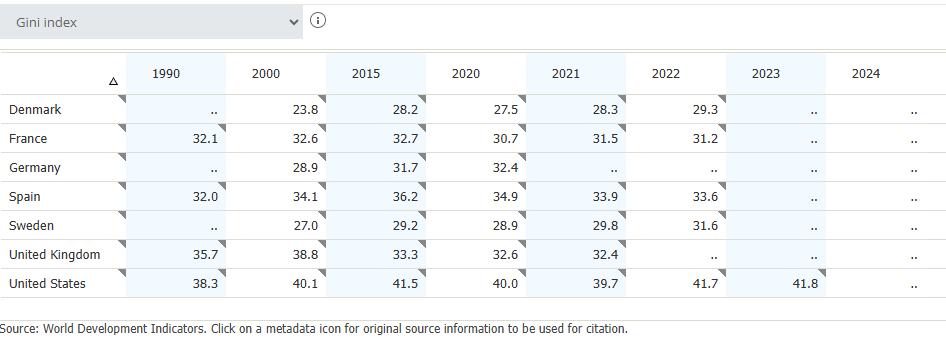 Gini index
1990 2000 2015 2020 2021 2022 2023 2024
Denmark .. 23.8 28.2 27.5 28.3 29.3 .. ..
France 32.1 32.6 32.7 30.7 31.5 31.2 .. ..
Germany .. 28.9 31.7 32.4 .. .. .. ..
Spain 32.0 34.1 36.2 34.9 33.9 33.6 .. ..
Sweden .. 27.0 29.2 28.9 29.8 31.6 .. ..
United Kingdom 35.7 38.8 33.3 32.6 32.4 .. .. ..
United States 38.3 40.1 41.5 40.0 39.7 41.7 41.8 ..
Source: World Development Indicators. Click on a metadata icon for original source information to be used for citation.